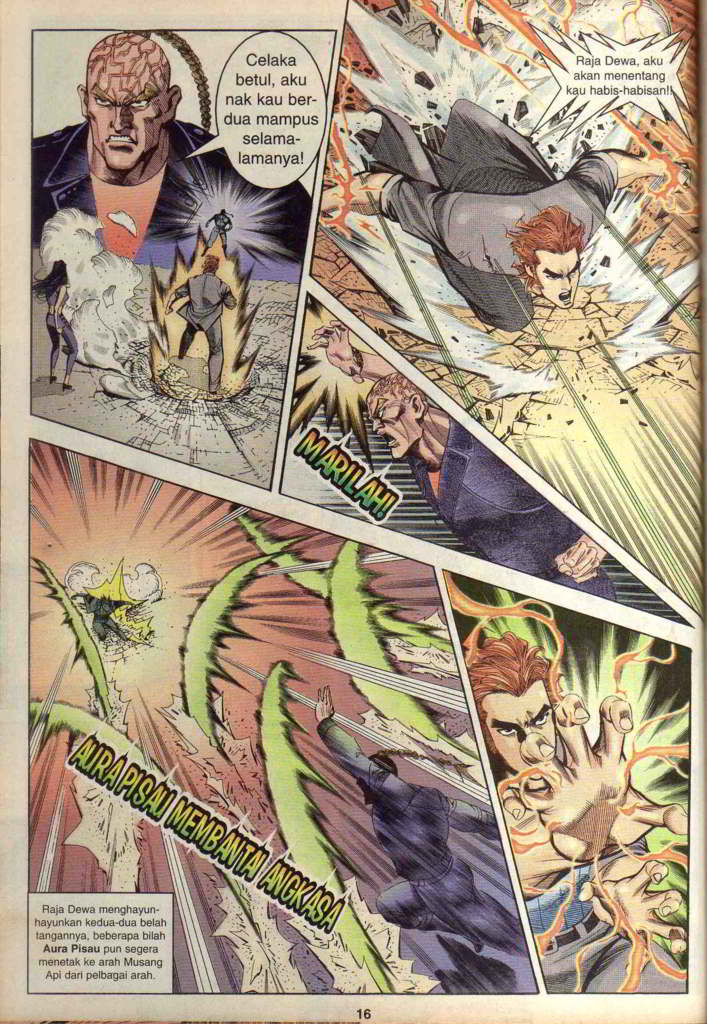 Celaka
betul, aku
nak kau ber-
dua mampus
selama-
lamanya!
Raja Dewa, aku
akan menentang
kau habis-habisan!!
MARILAH!
AURA PISAU MEMBANTAI ANGKASA
Raja Dewa menghayun-
hayunkan kedua-dua belah
tangannya, beberapa bilah
Aura Pisau pun segera
menetak ke arah Musang
Api dari pelbagai arah.
16